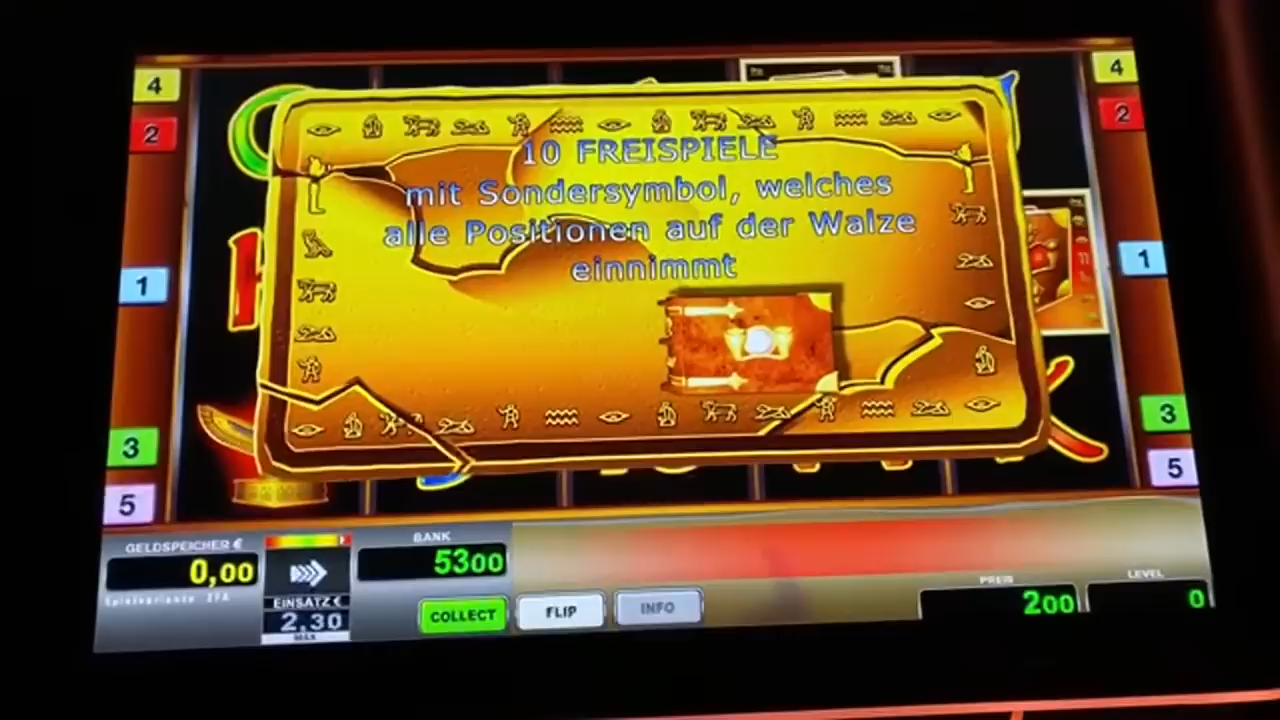 4
4
2
2
10 FREISPIELE
mit Sondersymbol, welches
alle Positionen auf der Walze
einnimmt
1
1
3
3
5
5
GELDSPEICHER €
0,00
EINSATZ €
2.30
MAX
BANK
5300
COLLECT
FLIP
INFO
PREIS
200
LEVEL
0